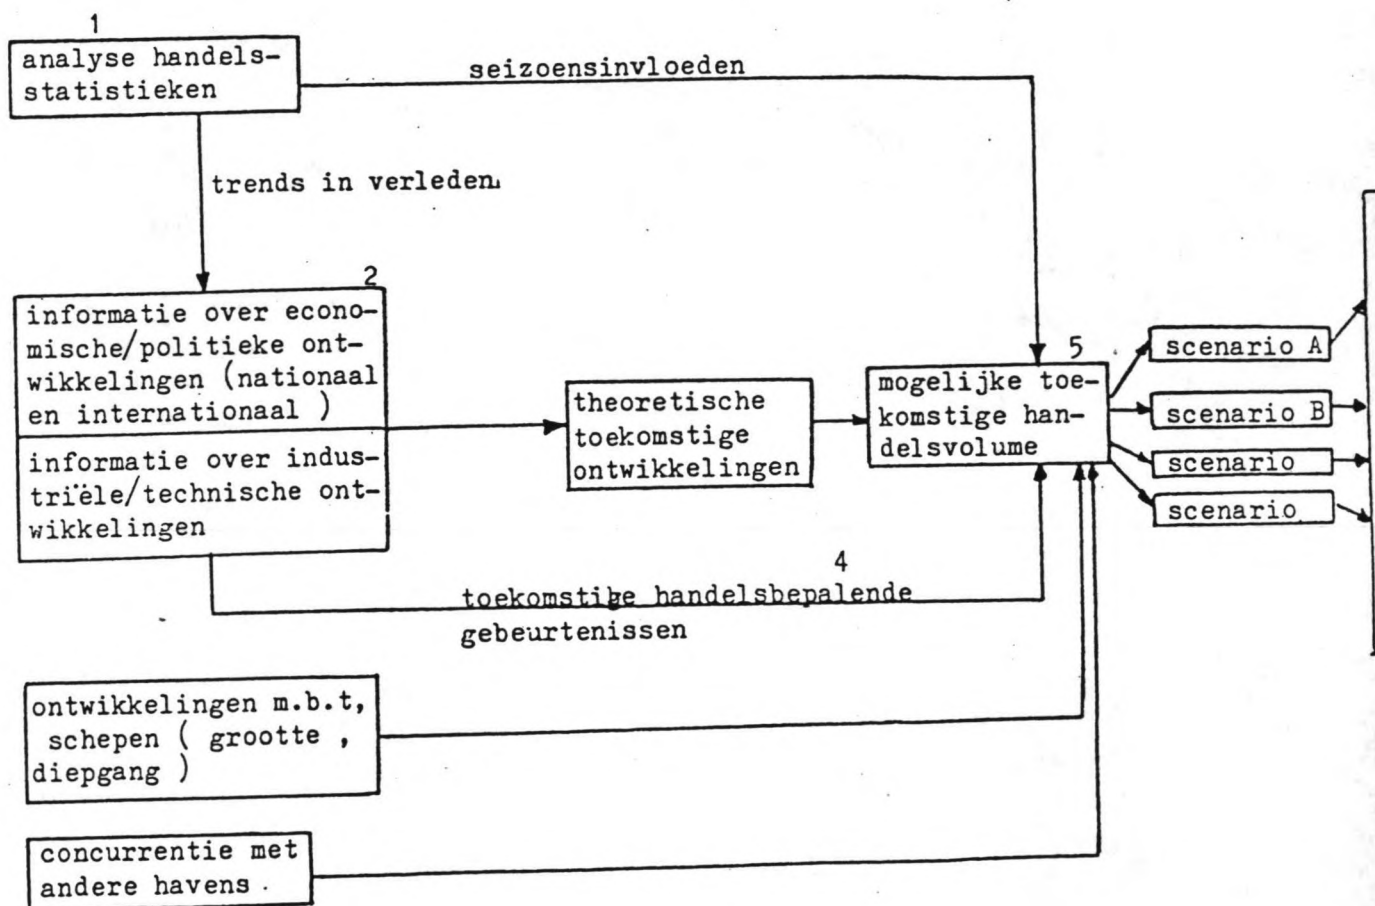 1
analyse handels-
statistieken
seizoensinvloeden
trends in verleden
2
informatie over econo-
mische/politieke ont-
wikkelingen (nationaal
en internationaal )
informatie over indus-
triële/technische ont-
wikkelingen
theoretische
toekomstige
ontwikkelingen
5
mogelijke toe-
komstige han-
delsvolume
scenario A
scenario B
scenario
scenario
4
toekomstige handelsbepalende
gebeurtenissen
ontwikkelingen m.b.t,
schepen ( grootte ,
diepgang )
concurrentie met
andere havens .